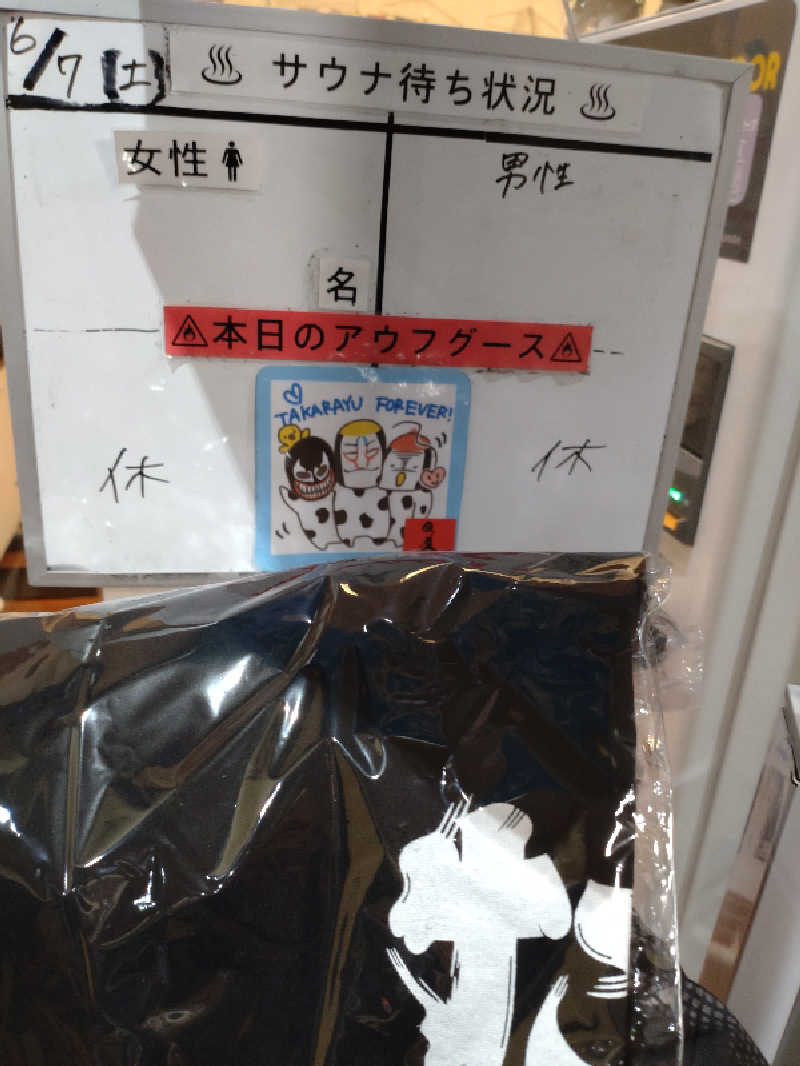 6/7 (土)
サウナ待ち状況
女性
男性
名
本日のアウフグース
TAKARAYU FOREVER!
休
休